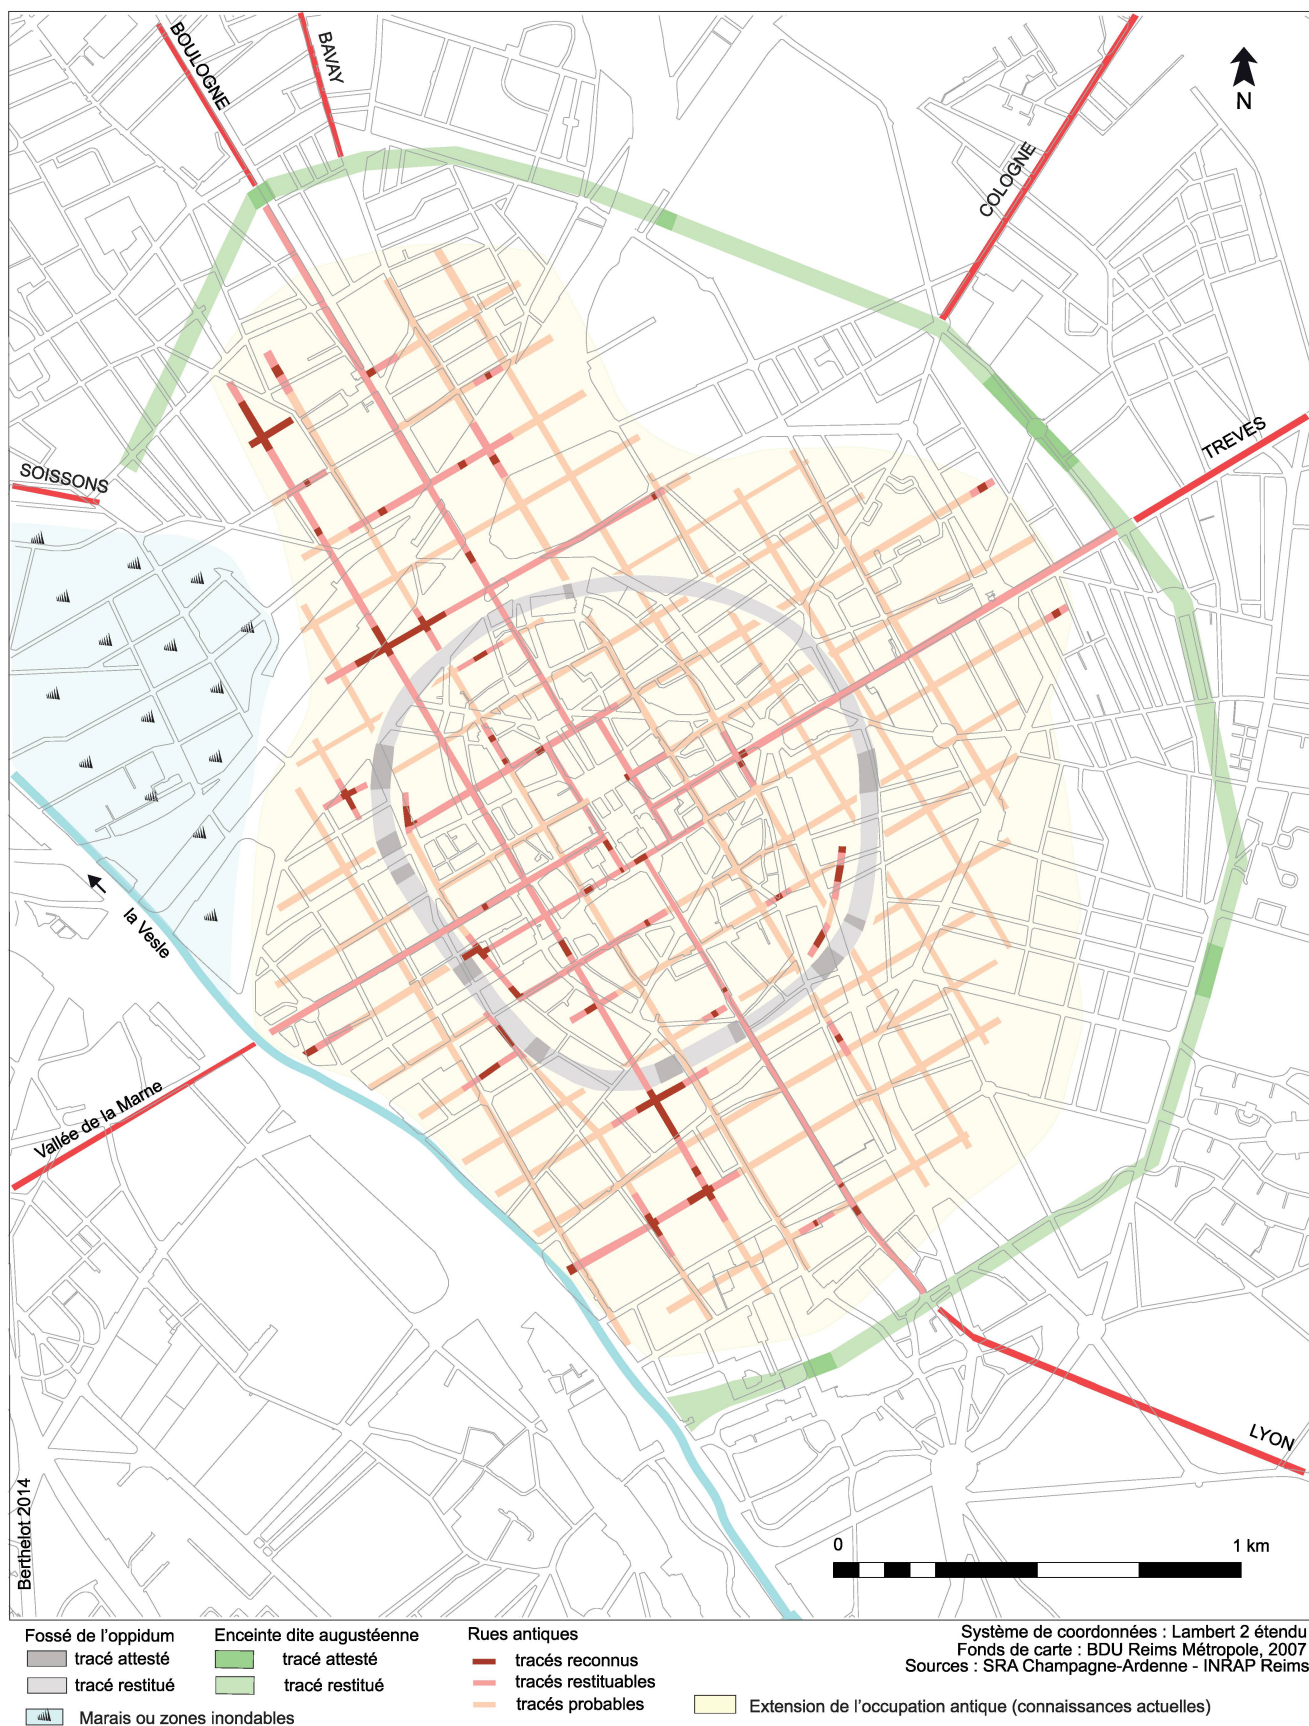 BOULOGNE
BAVAY
N
COLOGNE
TREVES
SOISSONS
la Vesle
Vallée de la Marne
LYON
Berthelot 2014
0
1 km
Fossé de l'oppidum
tracé attesté
tracé restitué
Marais ou zones inondables
Enceinte dite augustéenne
tracé attesté
tracé restitué
Rues antiques
tracés reconnus
tracés restituables
tracés probables
Extension de l'occupation antique (connaissances actuelles)
Système de coordonnées : Lambert 2 étendu
Fonds de carte : BDU Reims Métropole, 2007
Sources : SRA Champagne-Ardenne - INRAP Reims